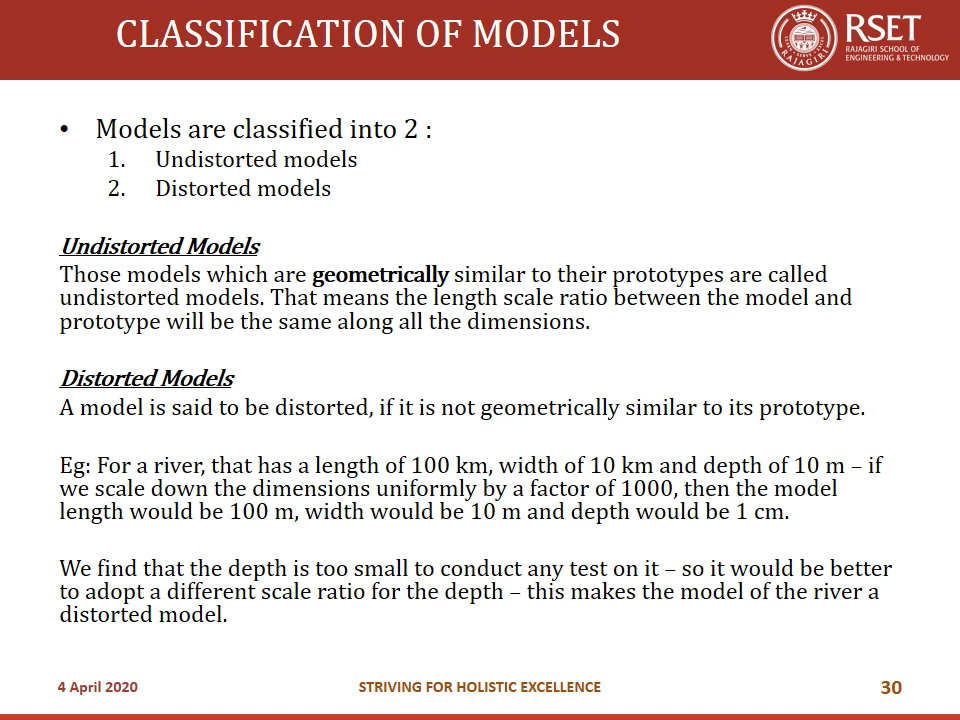 CLASSIFICATION OF MODELS
RSET
RAJAGIRI SCHOOL OF
ENGINEERING & TECHNOLOGY
RAJAGIRI
• Models are classified into 2 :
1. Undistorted models
2. Distorted models
Undistorted Models
Those models which are geometrically similar to their prototypes are called
undistorted models. That means the length scale ratio between the model and
prototype will be the same along all the dimensions.
Distorted Models
A model is said to be distorted, if it is not geometrically similar to its prototype.
Eg: For a river, that has a length of 100 km, width of 10 km and depth of 10 m – if
we scale down the dimensions uniformly by a factor of 1000, then the model
length would be 100 m, width would be 10 m and depth would be 1 cm.
We find that the depth is too small to conduct any test on it – so it would be better
to adopt a different scale ratio for the depth – this makes the model of the river a
distorted model.
4 April 2020
STRIVING FOR HOLISTIC EXCELLENCE
30